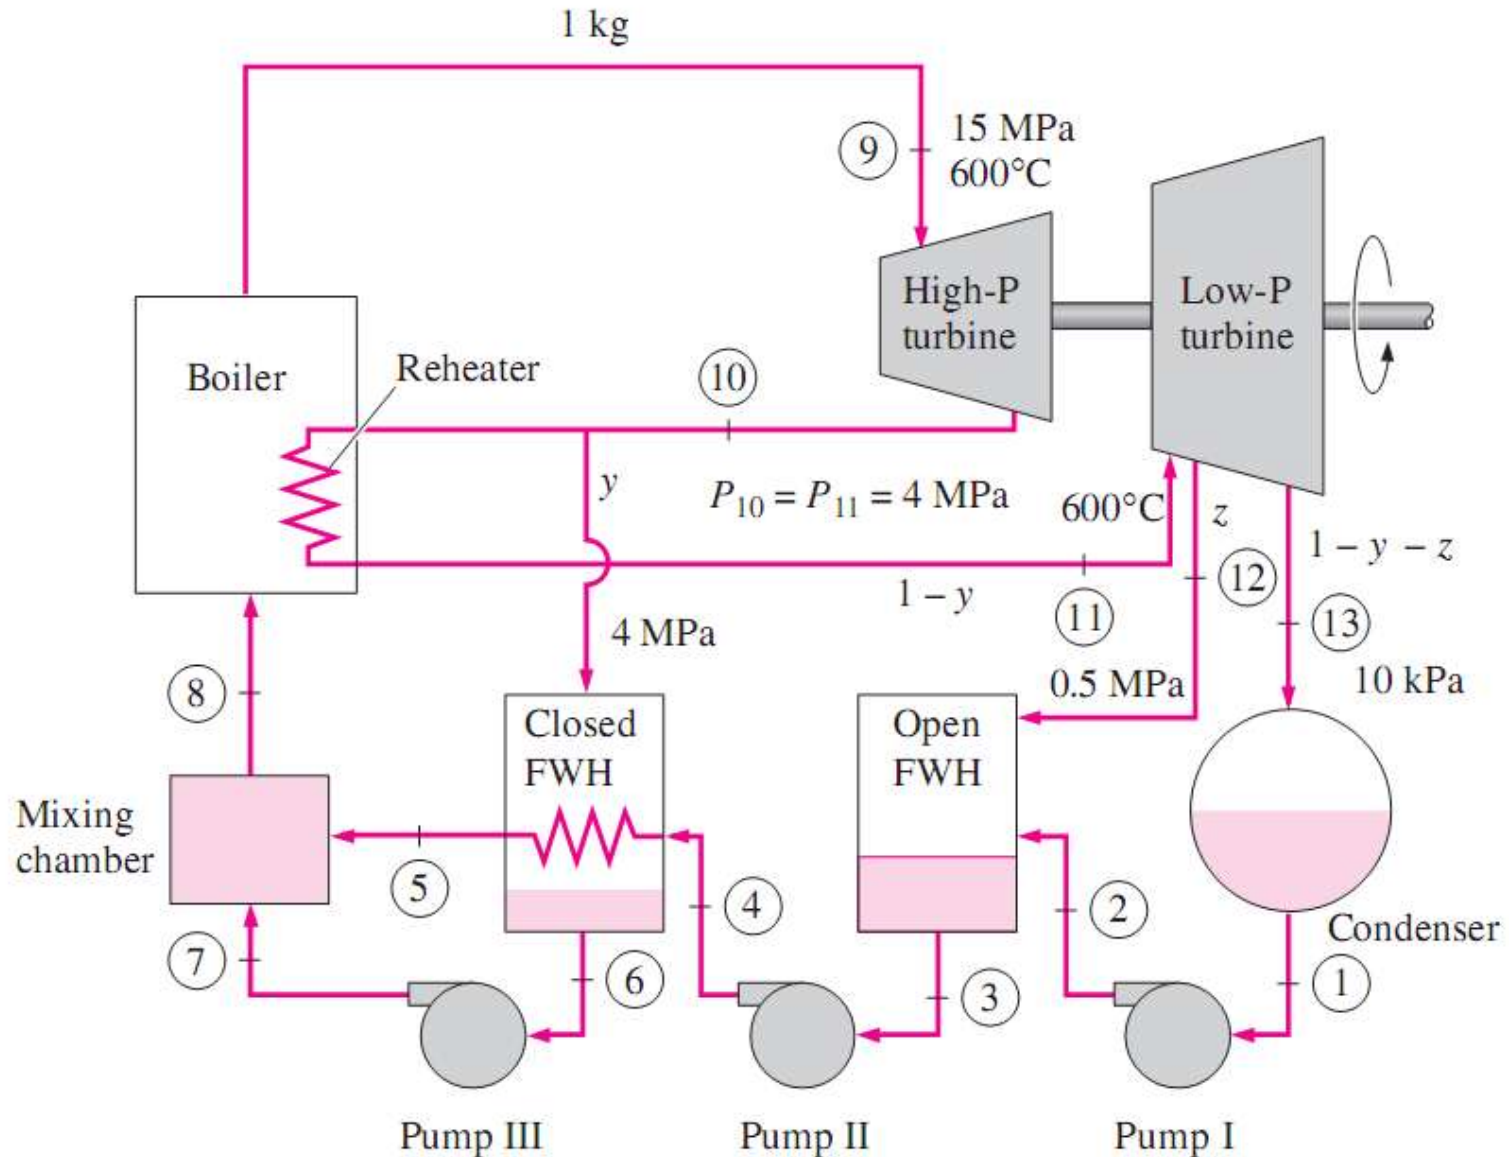 1 kg
9
15 MPa
600°C
High-P
turbine
Low-P
turbine
Boiler
Reheater
10
y
P10 = P11 = 4 MPa
600°C
z
1 – y – z
12
1 – y
11
13
4 MPa
8
0.5 MPa
10 kPa
Closed
FWH
Open
FWH
Mixing
chamber
5
4
2
Condenser
7
6
3
1
Pump III
Pump II
Pump I